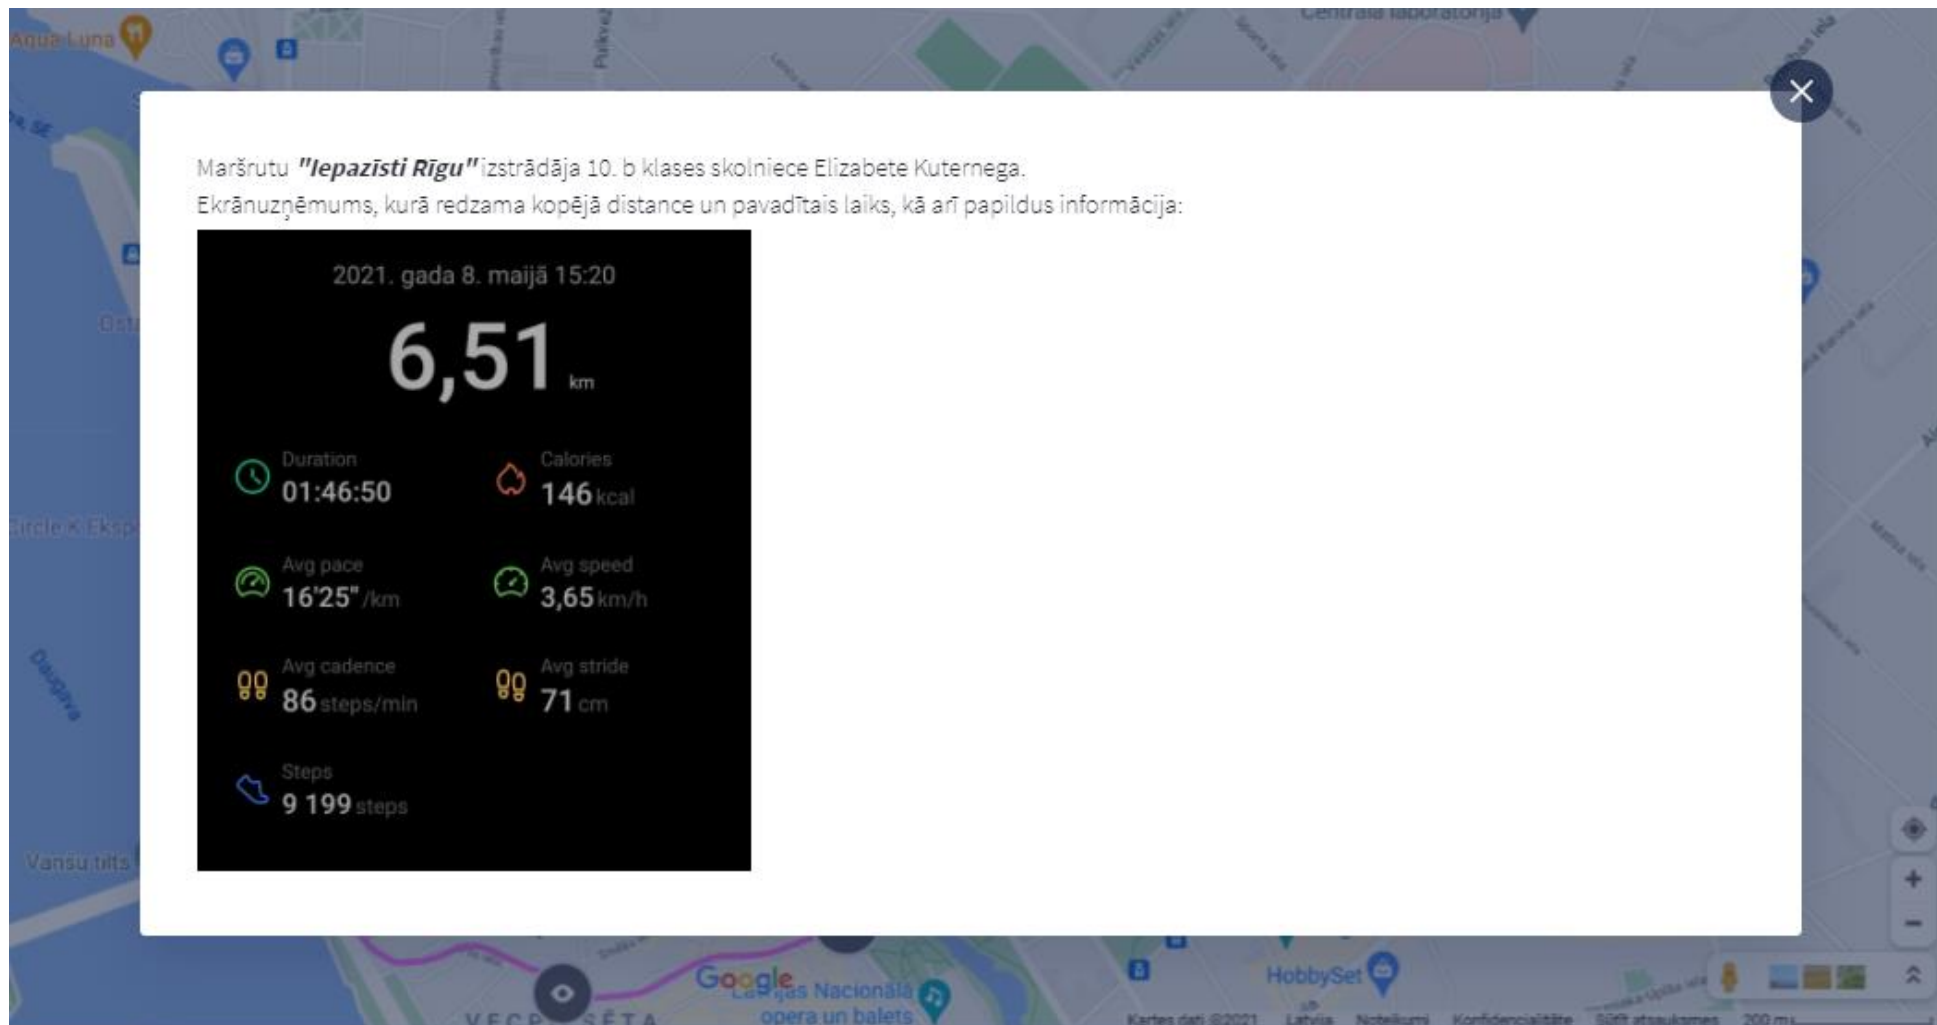 Aqua Luna
Centrālā laboratorija
Maršrutu "Iepazīsti Rīgu" izstrādāja 10. b klases skolniece Elizabete Kuternega.
Ekrānuzņēmums, kurā redzama kopējā distance un pavadītais laiks, kā arī papildus informācija:
2021. gada 8. maijā 15:20
6,51 km
Duration
01:46:50
Calories
146 kcal
Avg pace
16'25" /km
Avg speed
3,65 km/h
Avg cadence
86 steps/min
Avg stride
71 cm
Steps
9 199 steps
Circle K
Daugava
Vanšu tilts
Google
Latvijas Nacionālā
opera un balets
HobbySet
Kartes dati ©2021 Latvija Noteikumi Konfidencialitāte Sūtīt atsauksmes 200 m